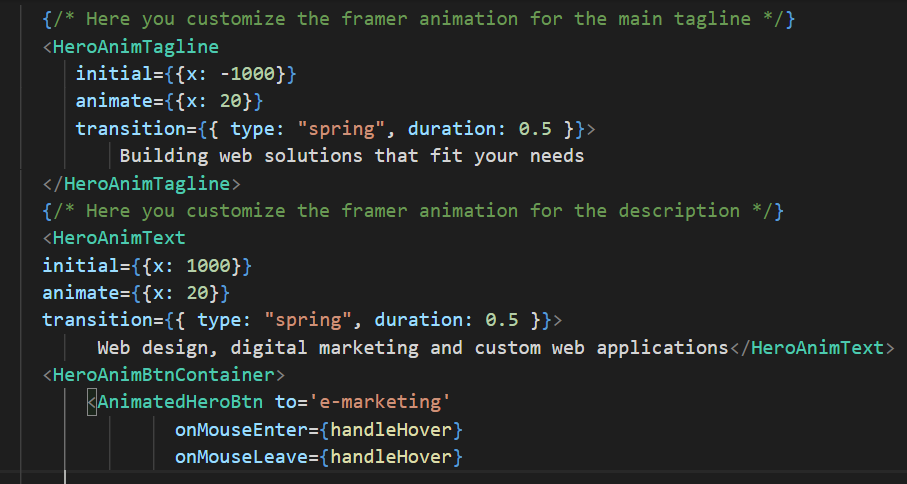 {/* Here you customize the framer animation for the main tagline */}
<HeroAnimTagline
initial={{x: -1000}}
animate={{x: 20}}
transition={{ type: "spring", duration: 0.5 }}>
Building web solutions that fit your needs
</HeroAnimTagline>
{/* Here you customize the framer animation for the description */}
<HeroAnimText
initial={{x: 1000}}
animate={{x: 20}}
transition={{ type: "spring", duration: 0.5 }}>
Web design, digital marketing and custom web applications</HeroAnimText>
<HeroAnimBtnContainer>
<AnimatedHeroBtn to='e-marketing'
onMouseEnter={handleHover}
onMouseLeave={handleHover}